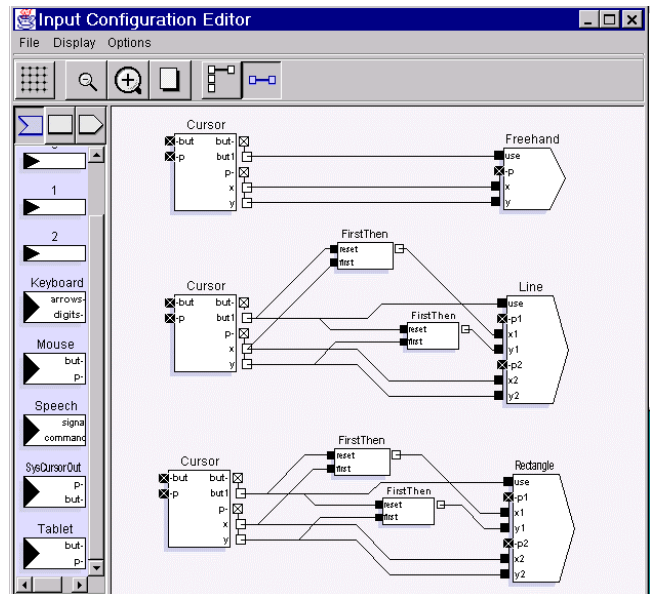 Input Configuration Editor
File Display Options
1
2
Keyboard
arrows-
digits-
Mouse
but-
p-
Speech
signa
command
SysCursorOut
p-
but-
Tablet
but-
p-
Cursor
-but but-
-p but1
p-
x
y
Freehand
use
-p
x
y
FirstThen
reset
first
Cursor
-but but-
-p but1
p-
x
y
FirstThen
reset
first
Line
use
-p1
x1
y1
-p2
x2
y2
FirstThen
reset
first
Cursor
-but but-
-p but1
p-
x
y
FirstThen
reset
first
Rectangle
use
-p1
x1
y1
-p2
x2
y2